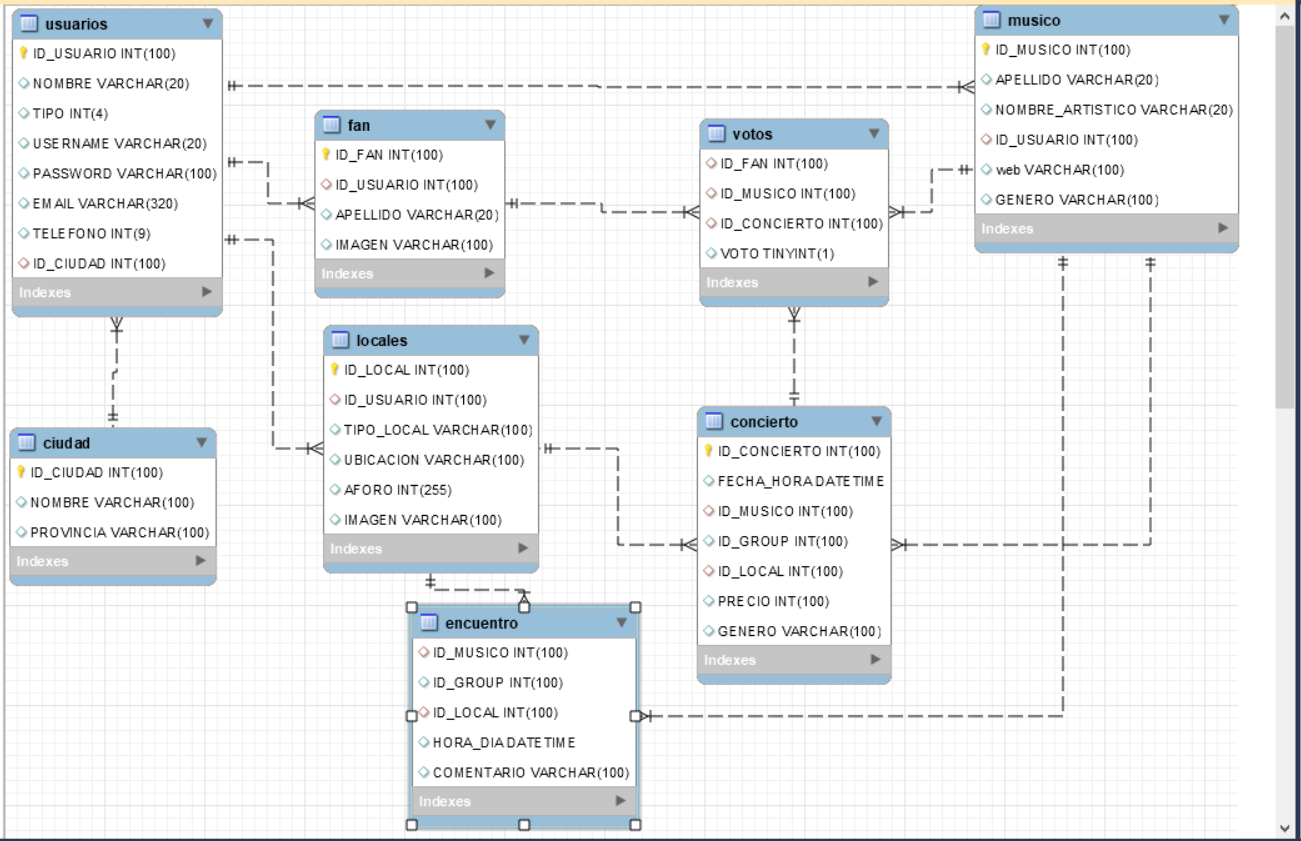 usuarios
ID_USUARIO INT(100)
NOMBRE VARCHAR(20)
TIPO INT(4)
USERNAME VARCHAR(20)
PASSWORD VARCHAR(100)
EMAIL VARCHAR(320)
TELEFONO INT(9)
ID_CIUDAD INT(100)
Indexes
musico
ID_MUSICO INT(100)
APELLIDO VARCHAR(20)
NOMBRE_ARTISTICO VARCHAR(20)
ID_USUARIO INT(100)
web VARCHAR(100)
GENERO VARCHAR(100)
Indexes
fan
ID_FAN INT(100)
ID_USUARIO INT(100)
APELLIDO VARCHAR(20)
IMAGEN VARCHAR(100)
Indexes
votos
ID_FAN INT(100)
ID_MUSICO INT(100)
ID_CONCIERTO INT(100)
VOTO TINYINT(1)
Indexes
locales
ID_LOCAL INT(100)
ID_USUARIO INT(100)
TIPO_LOCAL VARCHAR(100)
UBICACION VARCHAR(100)
AFORO INT(255)
IMAGEN VARCHAR(100)
Indexes
ciudad
ID_CIUDAD INT(100)
NOMBRE VARCHAR(100)
PROVINCIA VARCHAR(100)
Indexes
concierto
ID_CONCIERTO INT(100)
FECHA_HORA DATETIME
ID_MUSICO INT(100)
ID_GROUP INT(100)
ID_LOCAL INT(100)
PRECIO INT(100)
GENERO VARCHAR(100)
Indexes
encuentro
ID_MUSICO INT(100)
ID_GROUP INT(100)
ID_LOCAL INT(100)
HORA_DIA DATETIME
COMENTARIO VARCHAR(100)
Indexes